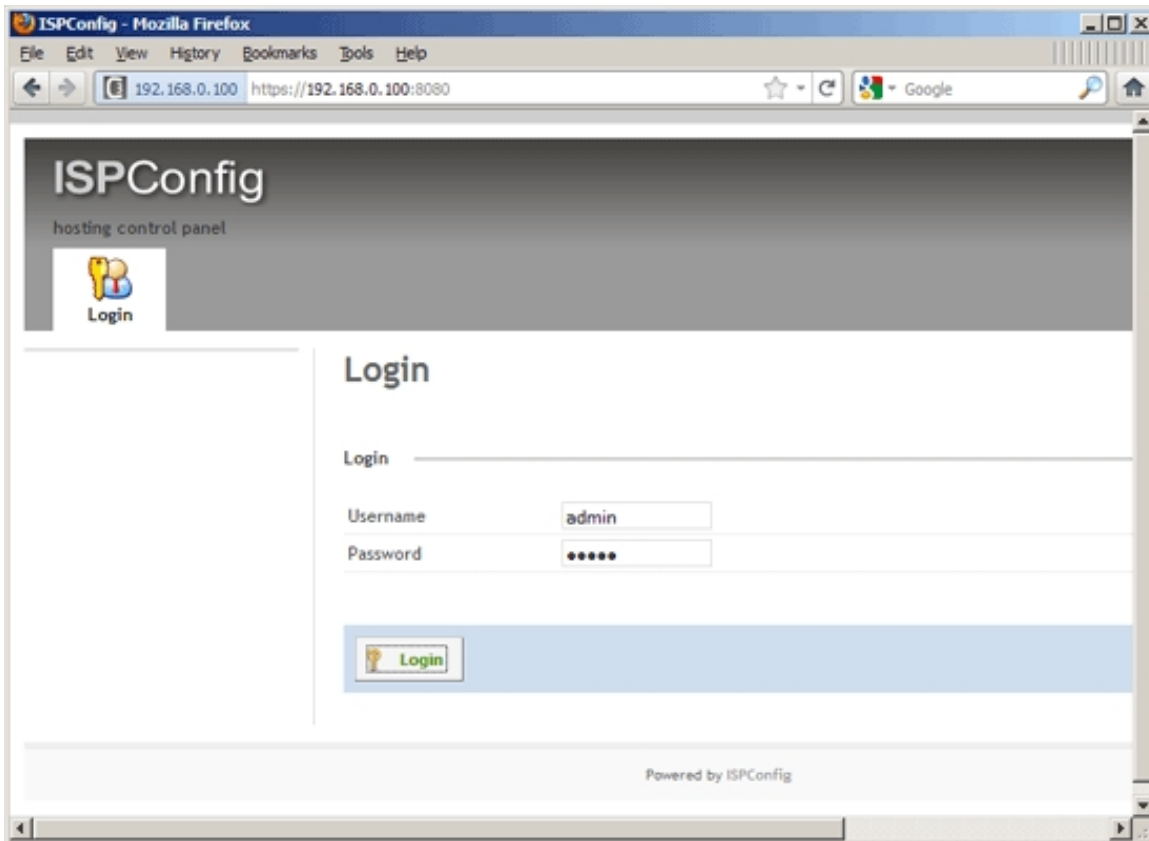 ISPConfig - Mozilla Firefox
File Edit View History Bookmarks Tools Help
192.168.0.100 https://192.168.0.100:8080 Google
ISPConfig
hosting control panel
Login
Login
Login
Username admin
Password •••••
Login
Powered by ISPConfig